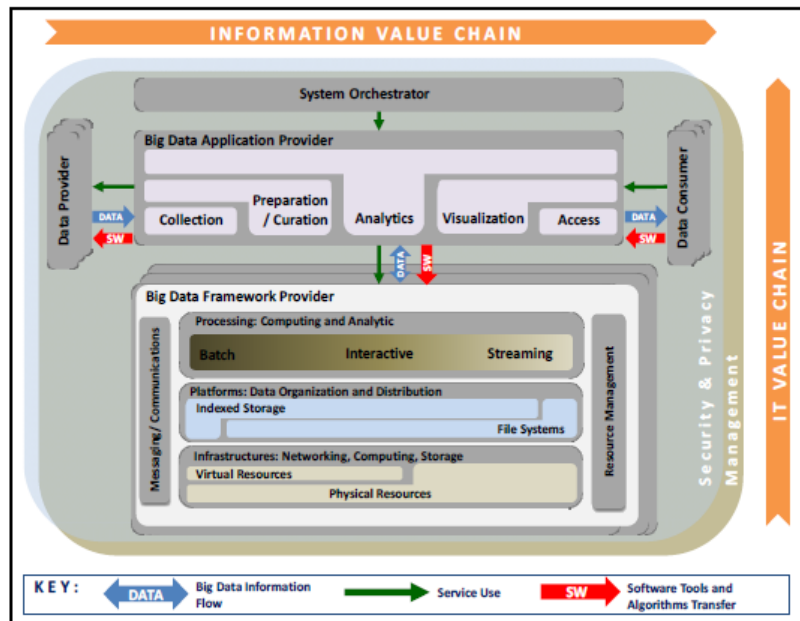 INFORMATION VALUE CHAIN
System Orchestrator
Big Data Application Provider
Collection
Preparation
/ Curation
Analytics
Visualization
Access
Data Provider
DATA
SW
Data Consumer
DATA
SW
DATA
SW
Big Data Framework Provider
Messaging/ Communications
Processing: Computing and Analytic
Batch Interactive Streaming
Platforms: Data Organization and Distribution
Indexed Storage
File Systems
Infrastructures: Networking, Computing, Storage
Virtual Resources
Physical Resources
Resource Management
Security & Privacy
Management
IT VALUE CHAIN
KEY:
DATA
Big Data Information
Flow
Service Use
SW
Software Tools and
Algorithms Transfer